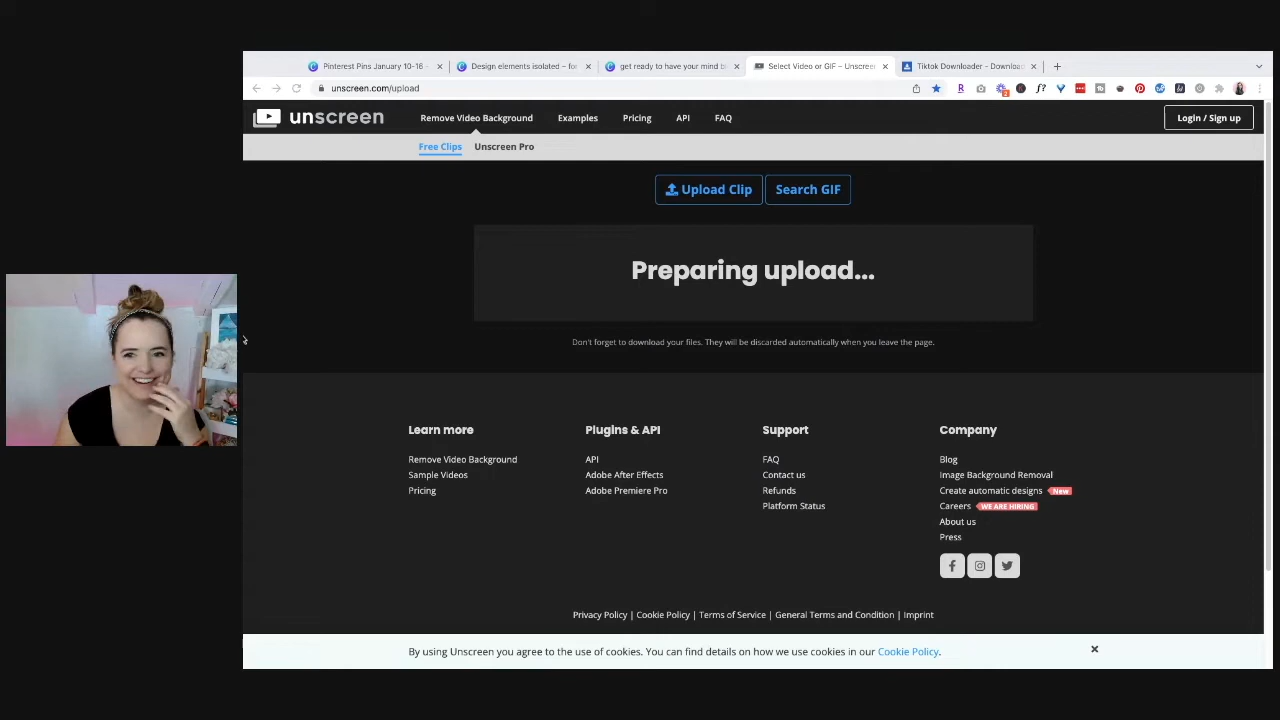 Pinterest Pins January 10-16 -
Design elements isolated – fo
get ready to have your mind b
Select Video or GIF – Unscreen
Tiktok Downloader - Download
unscreen.com/upload
unscreen
Remove Video Background
Examples
Pricing
API
FAQ
Login / Sign up
Free Clips
Unscreen Pro
Upload Clip
Search GIF
Preparing upload...
Don't forget to download your files. They will be discarded automatically when you leave the page.
Learn more
Remove Video Background
Sample Videos
Pricing
Plugins & API
API
Adobe After Effects
Adobe Premiere Pro
Support
FAQ
Contact us
Refunds
Platform Status
Company
Blog
Image Background Removal
Create automatic designs New
Careers WE ARE HIRING
About us
Press
Privacy Policy | Cookie Policy | Terms of Service | General Terms and Condition | Imprint
By using Unscreen you agree to the use of cookies. You can find details on how we use cookies in our Cookie Policy.